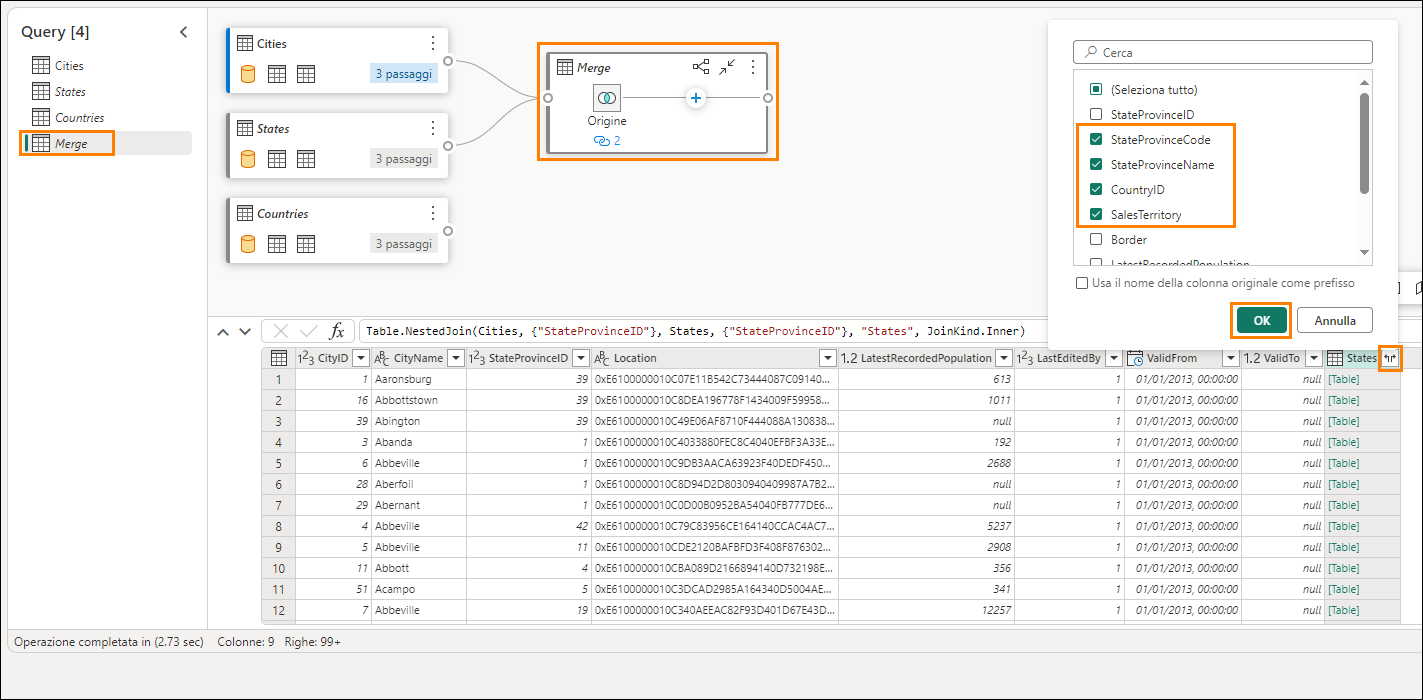 Query [4]
Cities
States
Countries
Merge
Cities
3 passaggi
States
3 passaggi
Countries
3 passaggi
Merge
Origine
2
Cerca
(Seleziona tutto)
StateProvinceID
StateProvinceCode
StateProvinceName
CountryID
SalesTerritory
Border
LatestRecordedPopulation
Usa il nome della colonna originale come prefisso
OK Annulla
fx Table.NestedJoin(Cities, {"StateProvinceID"}, States, {"StateProvinceID"}, "States", JoinKind.Inner)
123 CityID ABC CityName 123 StateProvinceID ABC Location 1.2 LatestRecordedPopulation 123 LastEditedBy ValidFrom 1.2 ValidTo States
1 1 Aaronsburg 39 0xE6100000010C07E11B542C73444087C09140... 613 1 01/01/2013, 00:00:00 null [Table]
2 16 Abbottstown 39 0xE6100000010C8DEA196778F1434009F59958... 1011 1 01/01/2013, 00:00:00 null [Table]
3 39 Abington 39 0xE6100000010C49E06AF8710F444088A130838... null 1 01/01/2013, 00:00:00 null [Table]
4 3 Abanda 1 0xE6100000010C4033880FEC8C4040EFBF3A33E... 192 1 01/01/2013, 00:00:00 null [Table]
5 6 Abbeville 1 0xE6100000010C9DB3AACA63923F40DEDF450... 2688 1 01/01/2013, 00:00:00 null [Table]
6 28 Aberfoil 1 0xE6100000010C8D94D2D8030940409987A7B2... null 1 01/01/2013, 00:00:00 null [Table]
7 29 Abernant 1 0xE6100000010C0D00B0952BA54040FB777DE6... null 1 01/01/2013, 00:00:00 null [Table]
8 4 Abbeville 42 0xE6100000010C79C83956CE164140CCAC4AC7... 5237 1 01/01/2013, 00:00:00 null [Table]
9 5 Abbeville 11 0xE6100000010CDE2120BAFBFD3F408F876302... 2908 1 01/01/2013, 00:00:00 null [Table]
10 11 Abbott 4 0xE6100000010CBA089D2166894140D732198E... 356 1 01/01/2013, 00:00:00 null [Table]
11 51 Acampo 5 0xE6100000010C3DCAD2985A164340D5004AE... 341 1 01/01/2013, 00:00:00 null [Table]
12 7 Abbeville 19 0xE6100000010C340AEEAC82F93D401D67E43D... 12257 1 01/01/2013, 00:00:00 null [Table]
Operazione completata in (2.73 sec) Colonne: 9 Righe: 99+